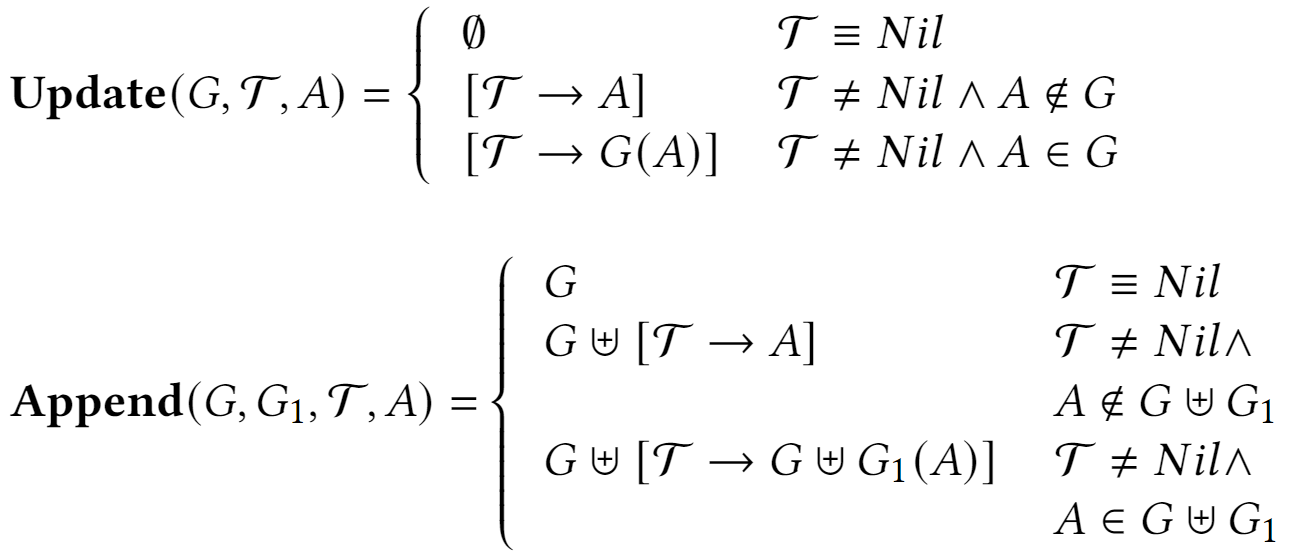 ∅ 𝒯 ≡ Nil
Update(G, 𝒯, A) = { [𝒯 → A] 𝒯 ≠ Nil ∧ A ∉ G
[𝒯 → G(A)] 𝒯 ≠ Nil ∧ A ∈ G
G 𝒯 ≡ Nil
G ⊎ [𝒯 → A] 𝒯 ≠ Nil∧
Append(G, G₁, 𝒯, A) = { A ∉ G ⊎ G₁
G ⊎ [𝒯 → G ⊎ G₁(A)] 𝒯 ≠ Nil∧
A ∈ G ⊎ G₁